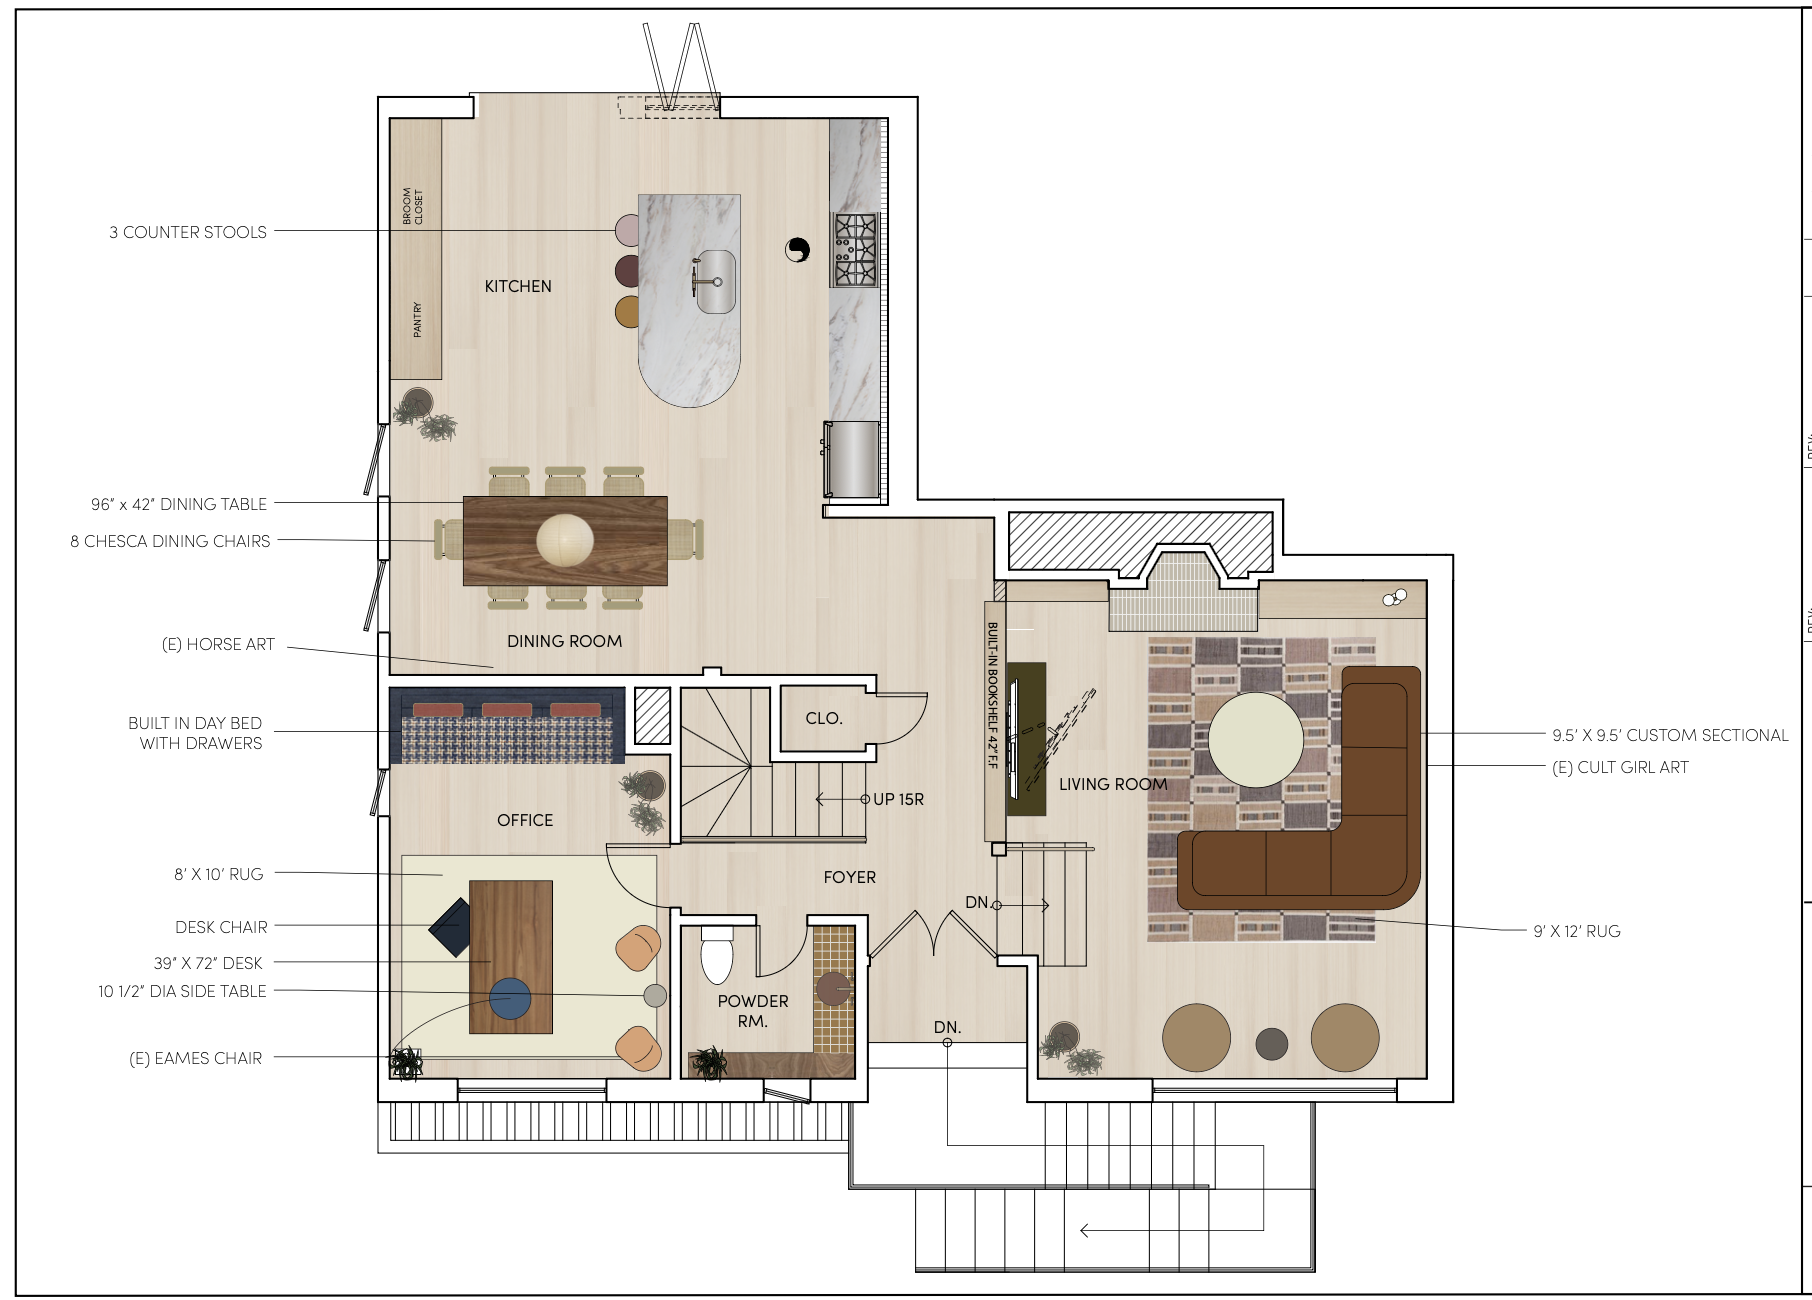 BROOM
CLOSET
3 COUNTER STOOLS
KITCHEN
PANTRY
96” x 42” DINING TABLE
8 CHESCA DINING CHAIRS
(E) HORSE ART
DINING ROOM
BUILT-IN BOOKSHELF 42” F.F
BUILT IN DAY BED
WITH DRAWERS
CLO.
UP 15R
9.5’ X 9.5’ CUSTOM SECTIONAL
(E) CULT GIRL ART
LIVING ROOM
OFFICE
8’ X 10’ RUG
FOYER
DN.
DESK CHAIR
9’ X 12’ RUG
39” X 72” DESK
10 1/2” DIA SIDE TABLE
POWDER
RM.
DN.
(E) EAMES CHAIR